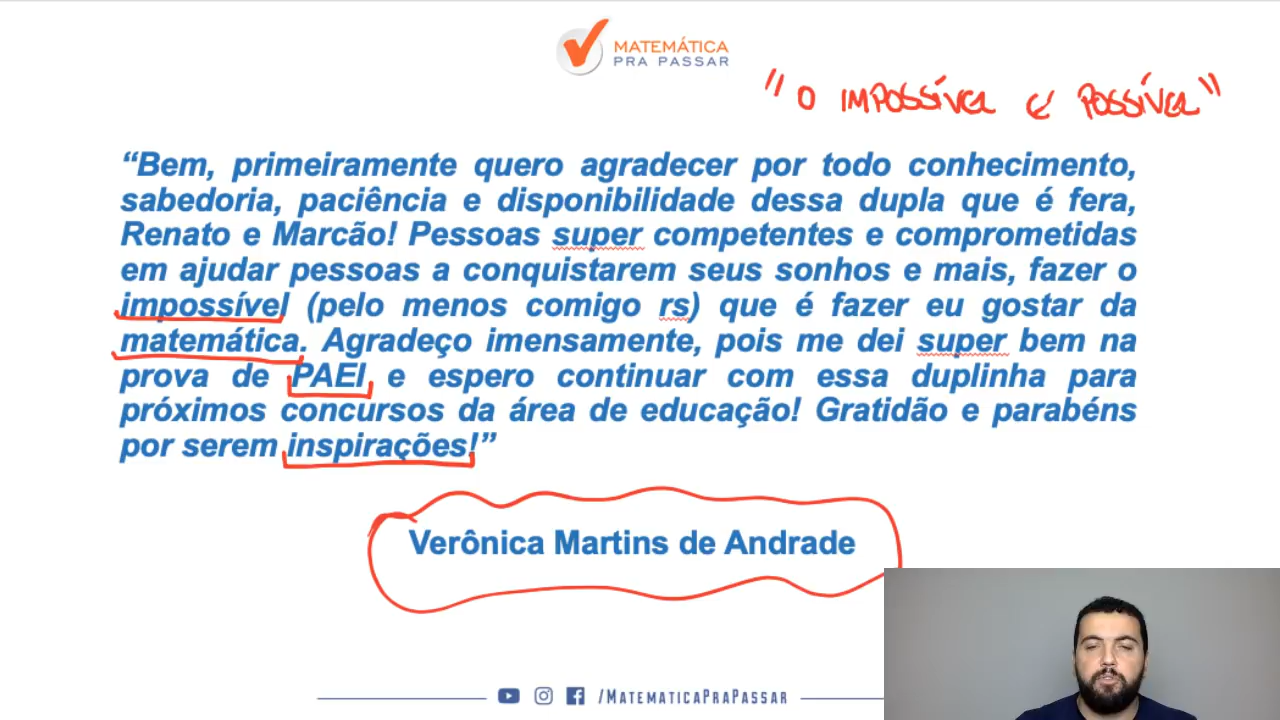 MATEMÁTICA
PRA PASSAR
"O IMPOSSÍVEL É POSSÍVEL"
“Bem, primeiramente quero agradecer por todo conhecimento,
sabedoria, paciência e disponibilidade dessa dupla que é fera,
Renato e Marcão! Pessoas super competentes e comprometidas
em ajudar pessoas a conquistarem seus sonhos e mais, fazer o
impossível (pelo menos comigo rs) que é fazer eu gostar da
matemática. Agradeço imensamente, pois me dei super bem na
prova de PAEI e espero continuar com essa duplinha para
próximos concursos da área de educação! Gratidão e parabéns
por serem inspirações!”
Verônica Martins de Andrade
/MATEMATICAPRAPASSAR